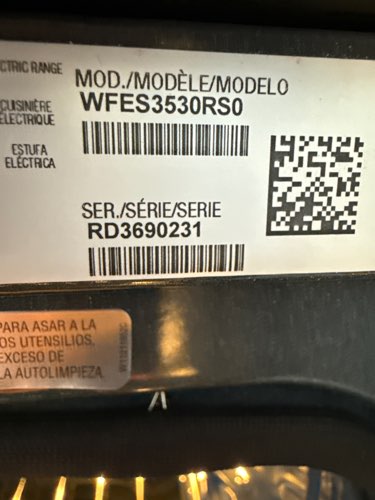 CTRIC RANGE
MOD./MODÈLE/MODELO
WFES3530RS0
CUISINIÈRE
ÉLECTRIQUE
ESTUFA
ELÉCTRICA
SER./SÉRIE/SERIE
RD3690231
PARA ASAR A LA
OS UTENSILIOS,
EXCESO DE
LA AUTOLIMPIEZA